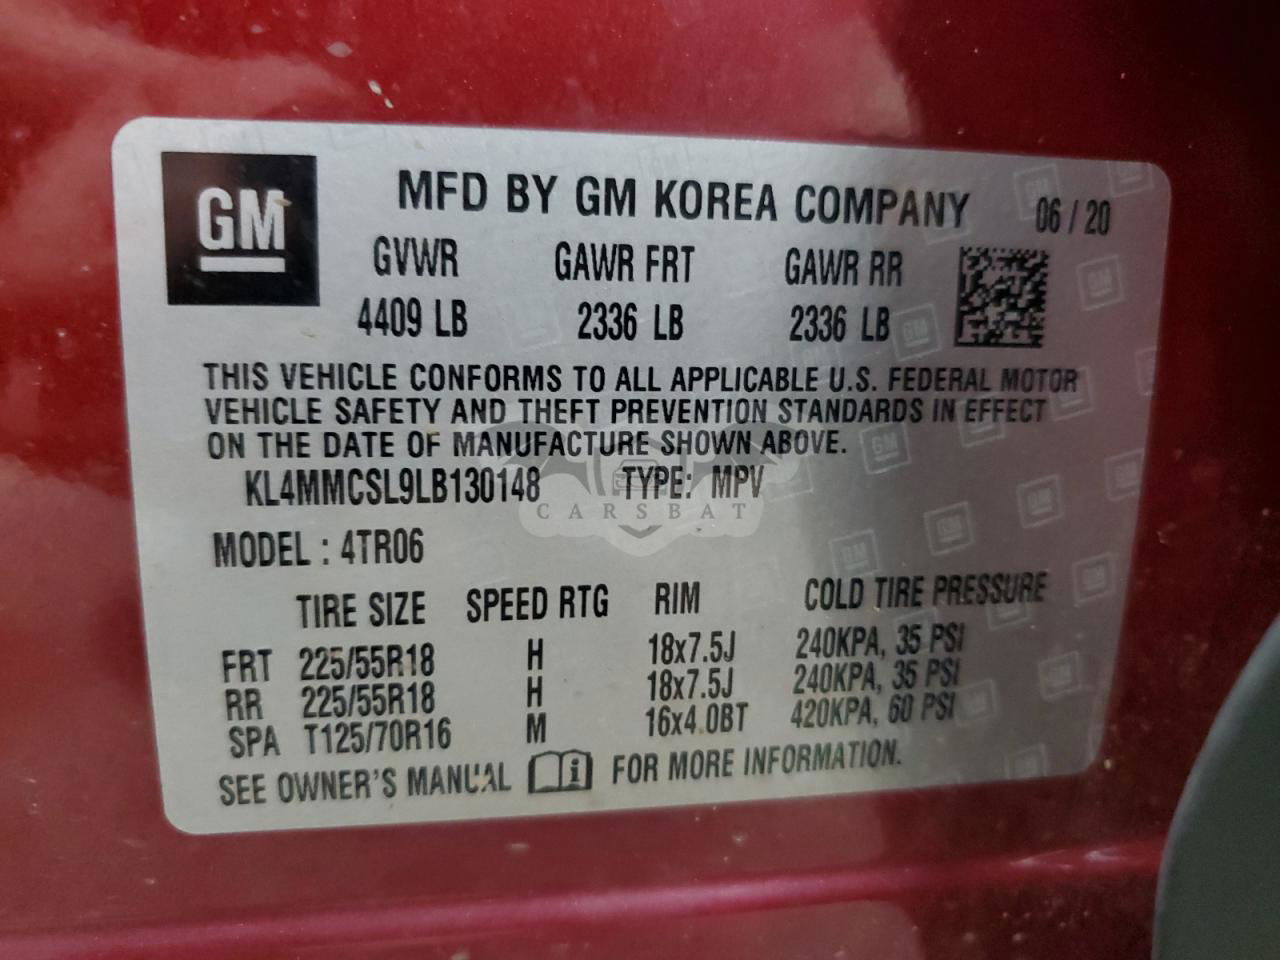 GM
MFD BY GM KOREA COMPANY 06 / 20
GVWR GAWR FRT GAWR RR
4409 LB 2336 LB 2336 LB
THIS VEHICLE CONFORMS TO ALL APPLICABLE U.S. FEDERAL MOTOR
VEHICLE SAFETY AND THEFT PREVENTION STANDARDS IN EFFECT
ON THE DATE OF MANUFACTURE SHOWN ABOVE.
KL4MMCSL9LB130148 TYPE: MPV
CARSBAT
MODEL : 4TR06
TIRE SIZE SPEED RTG RIM COLD TIRE PRESSURE
FRT 225/55R18 H 18x7.5J 240KPA, 35 PSI
RR 225/55R18 H 18x7.5J 240KPA, 35 PSI
SPA T125/70R16 M 16x4.0BT 420KPA, 60 PSI
SEE OWNER'S MANUAL i FOR MORE INFORMATION.